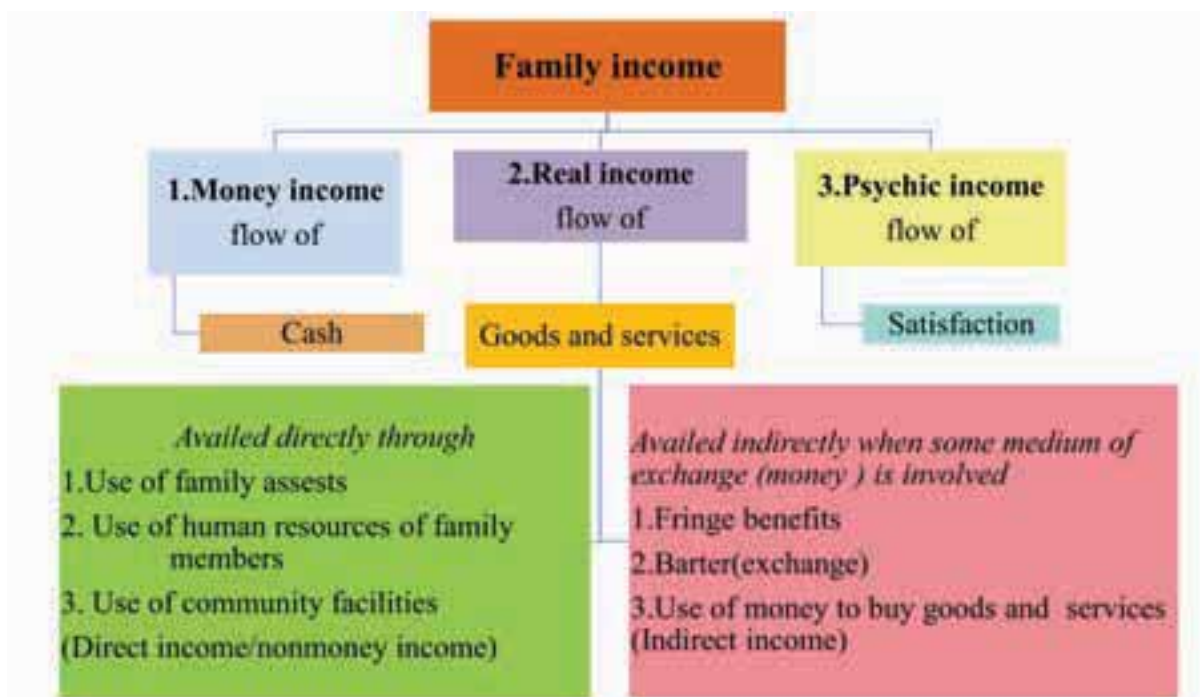 Family income
1.Money income
flow of
2.Real income
flow of
3.Psychic income
flow of
Cash
Goods and services
Satisfaction
Availed directly through
1.Use of family assests
2. Use of human resources of family
members
3. Use of community facilities
(Direct income/nonmoney income)
Availed indirectly when some medium of
exchange (money ) is involved
1.Fringe benefits
2.Barter(exchange)
3.Use of money to buy goods and services
(Indirect income)